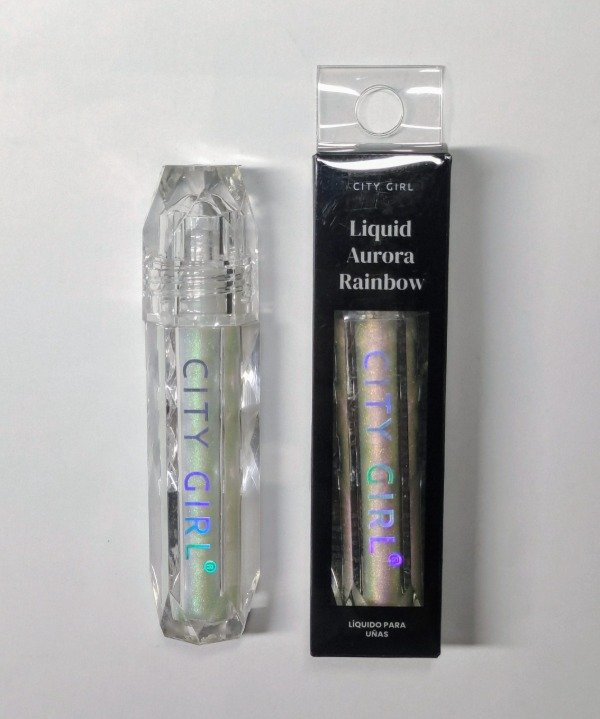 CITY GIRL®
CITY GIRL
Liquid
Aurora
Rainbow
CITY GIRL®
LÍQUIDO PARA
UÑAS